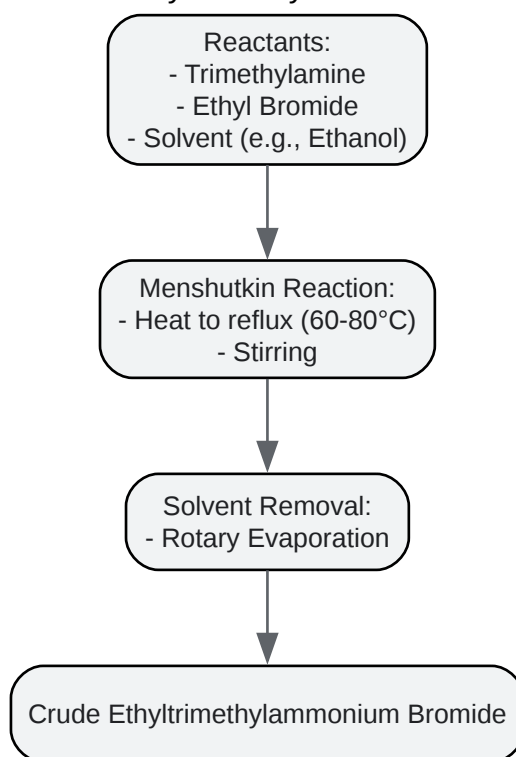 Reactants:
- Trimethylamine
- Ethyl Bromide
- Solvent (e.g., Ethanol)
Menshutkin Reaction:
- Heat to reflux (60-80°C)
- Stirring
Solvent Removal:
- Rotary Evaporation
Crude Ethyltrimethylammonium Bromide